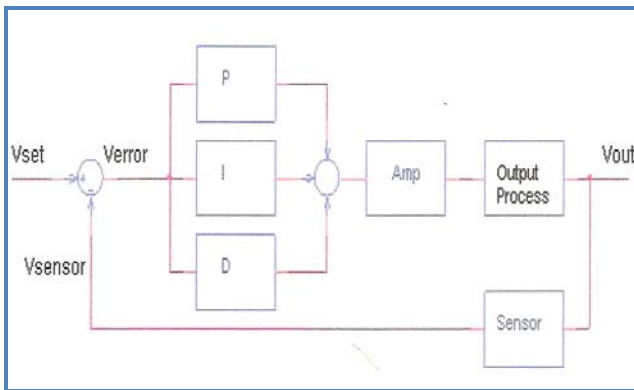 P
Vset
Verror
I
Amp
Output
Process
Vout
Vsensor
D
Sensor